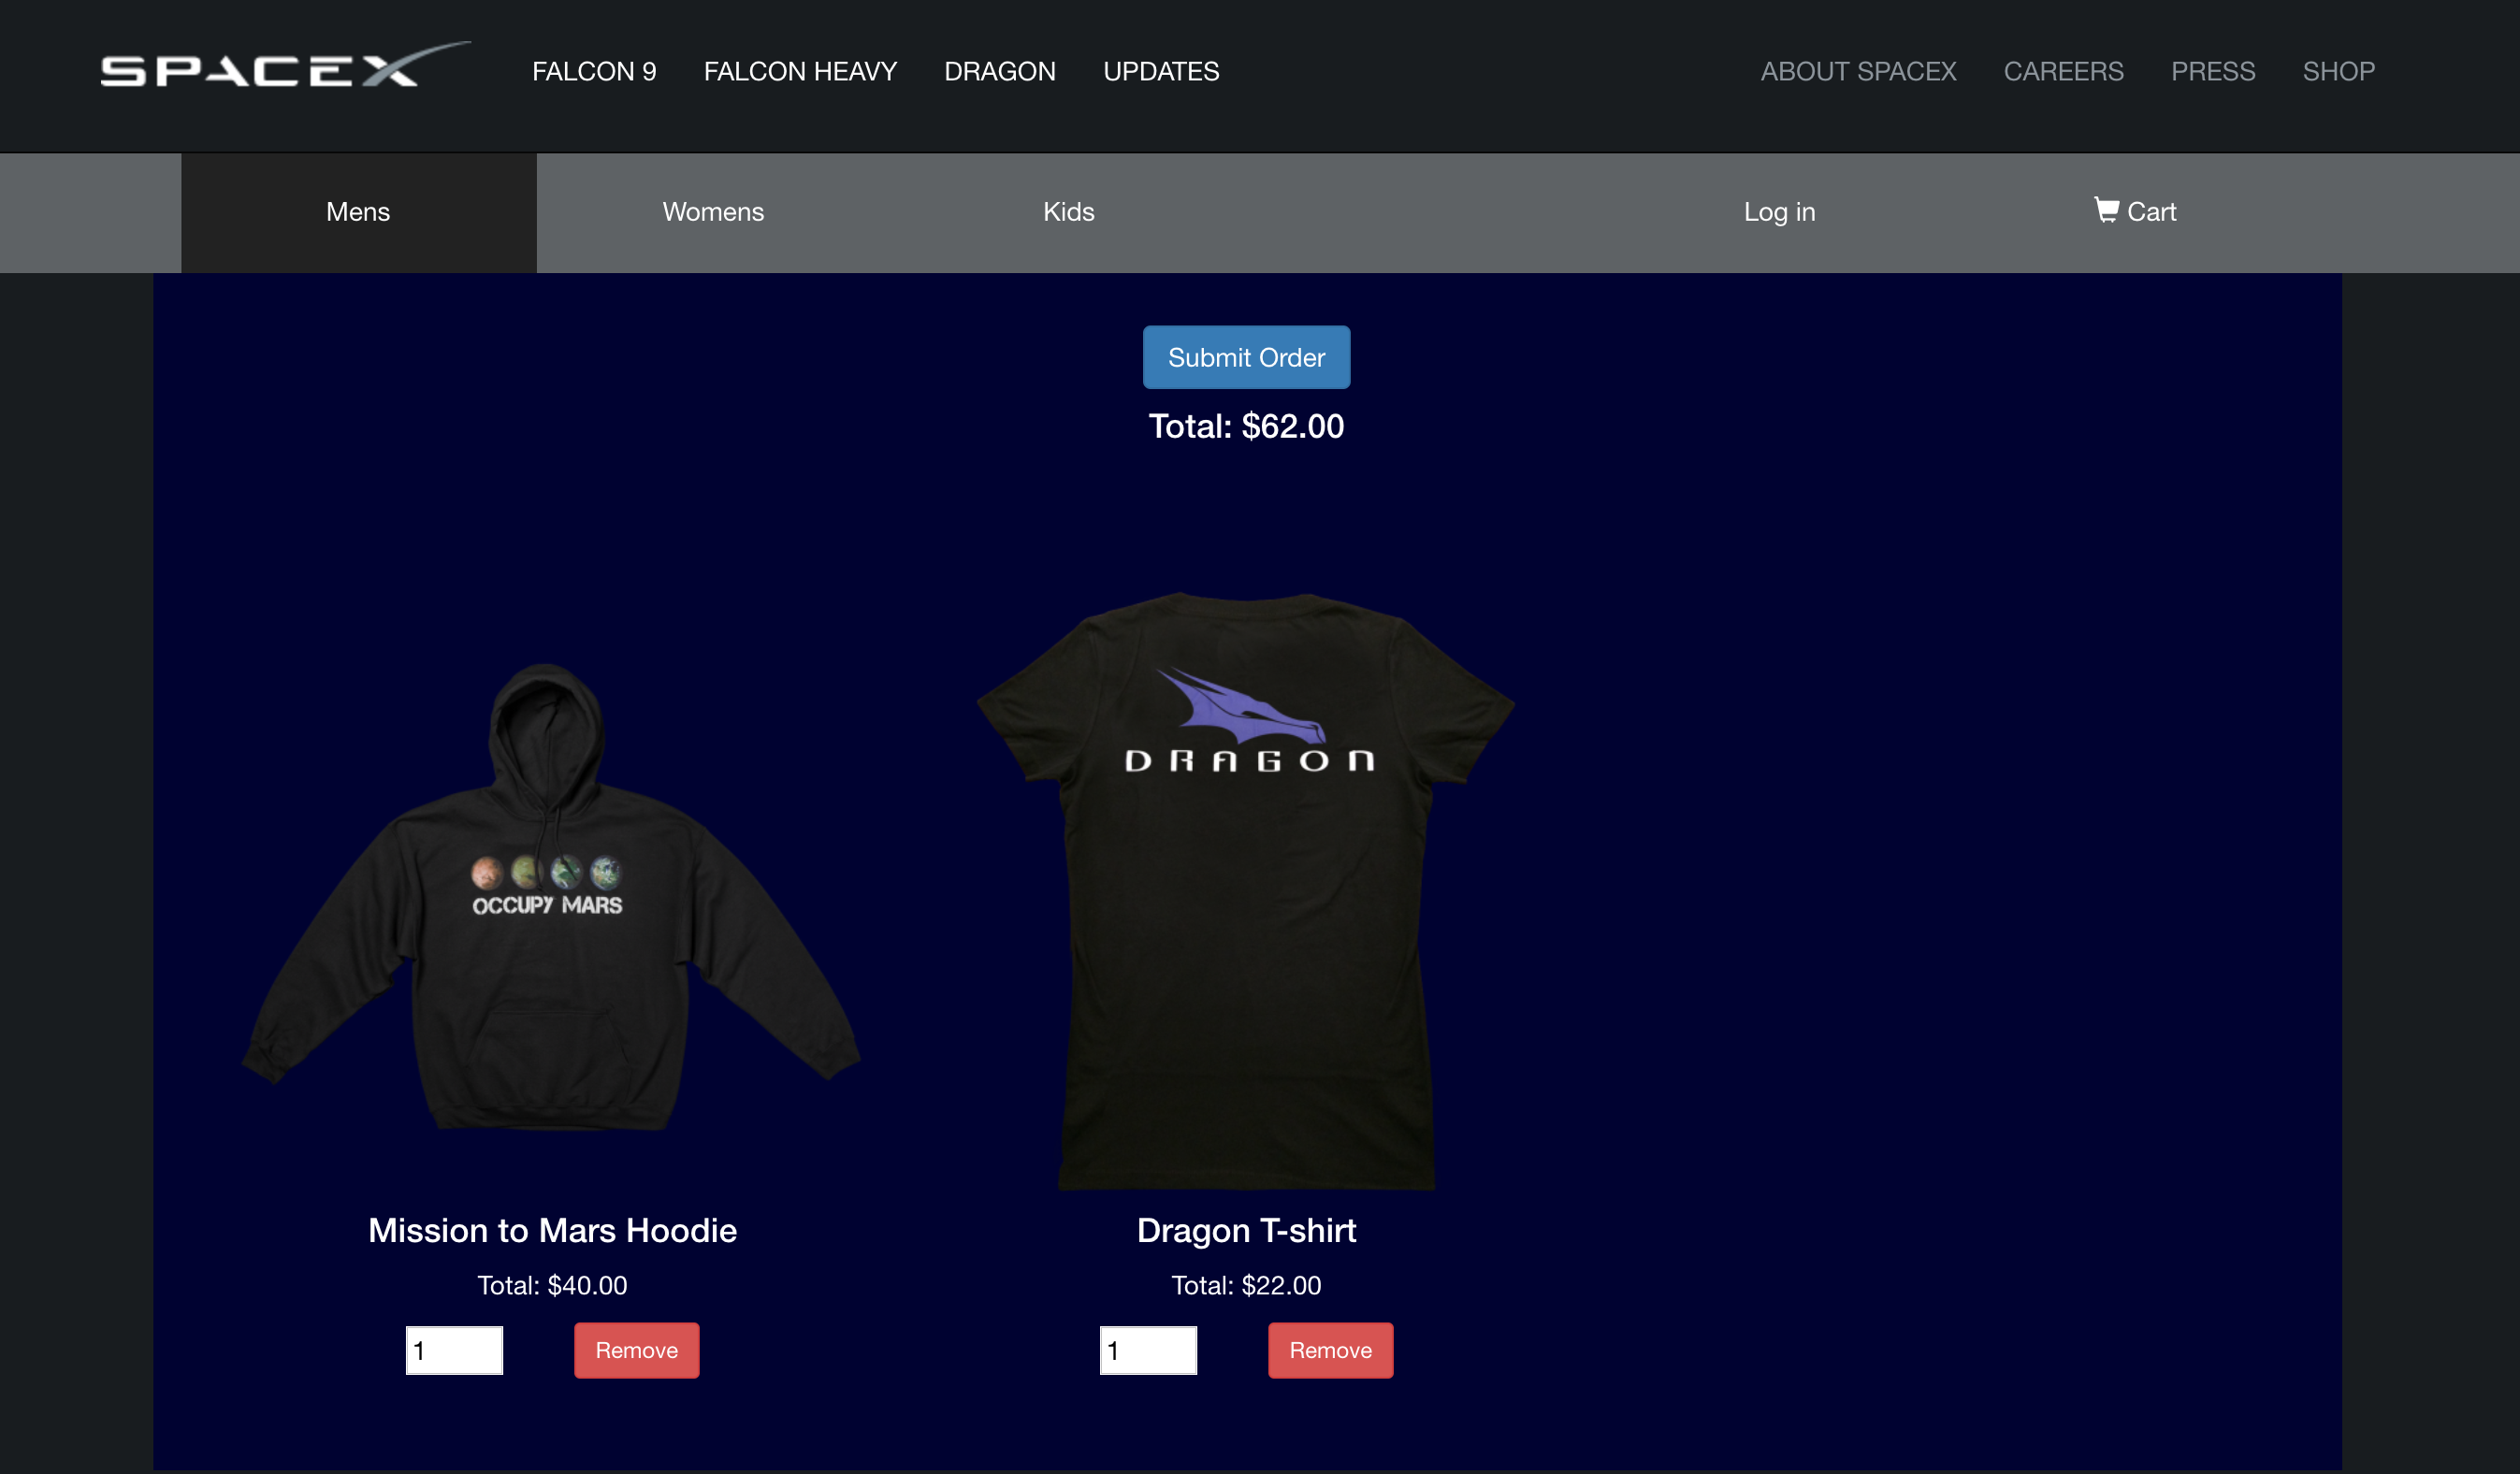 SPACEX FALCON 9 FALCON HEAVY DRAGON UPDATES ABOUT SPACEX CAREERS PRESS SHOP
Mens Womens Kids Log in Cart
Submit Order
Total: $62.00
DRAGON
OCCUPY MARS
Mission to Mars Hoodie Dragon T-shirt
Total: $40.00 Total: $22.00
1 Remove 1 Remove